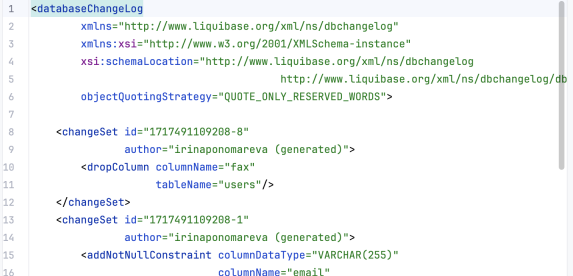 1 <databaseChangeLog
2 xmlns="http://www.liquibase.org/xml/ns/dbchangelog"
3 xmlns:xsi="http://www.w3.org/2001/XMLSchema-instance"
4 xsi:schemaLocation="http://www.liquibase.org/xml/ns/dbchangelog
5 http://www.liquibase.org/xml/ns/dbchangelog/db
6 objectQuotingStrategy="QUOTE_ONLY_RESERVED_WORDS">
7
8 <changeSet id="1717491109208-8"
9 author="irinaponomareva (generated)">
10 <dropColumn columnName="fax"
11 tableName="users"/>
12 </changeSet>
13 <changeSet id="1717491109208-1"
14 author="irinaponomareva (generated)">
15 <addNotNullConstraint columnDataType="VARCHAR(255)"
16 columnName="email"